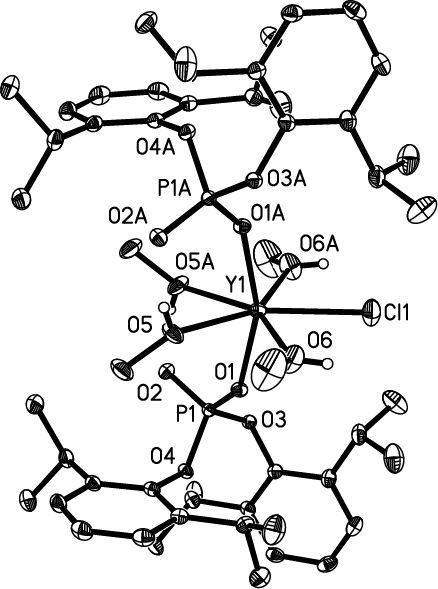 O4A
P1A O3A
O2A O1A
O6A
O5A Y1
Cl1
O5 O6
O2 O1
P1 O3
O4